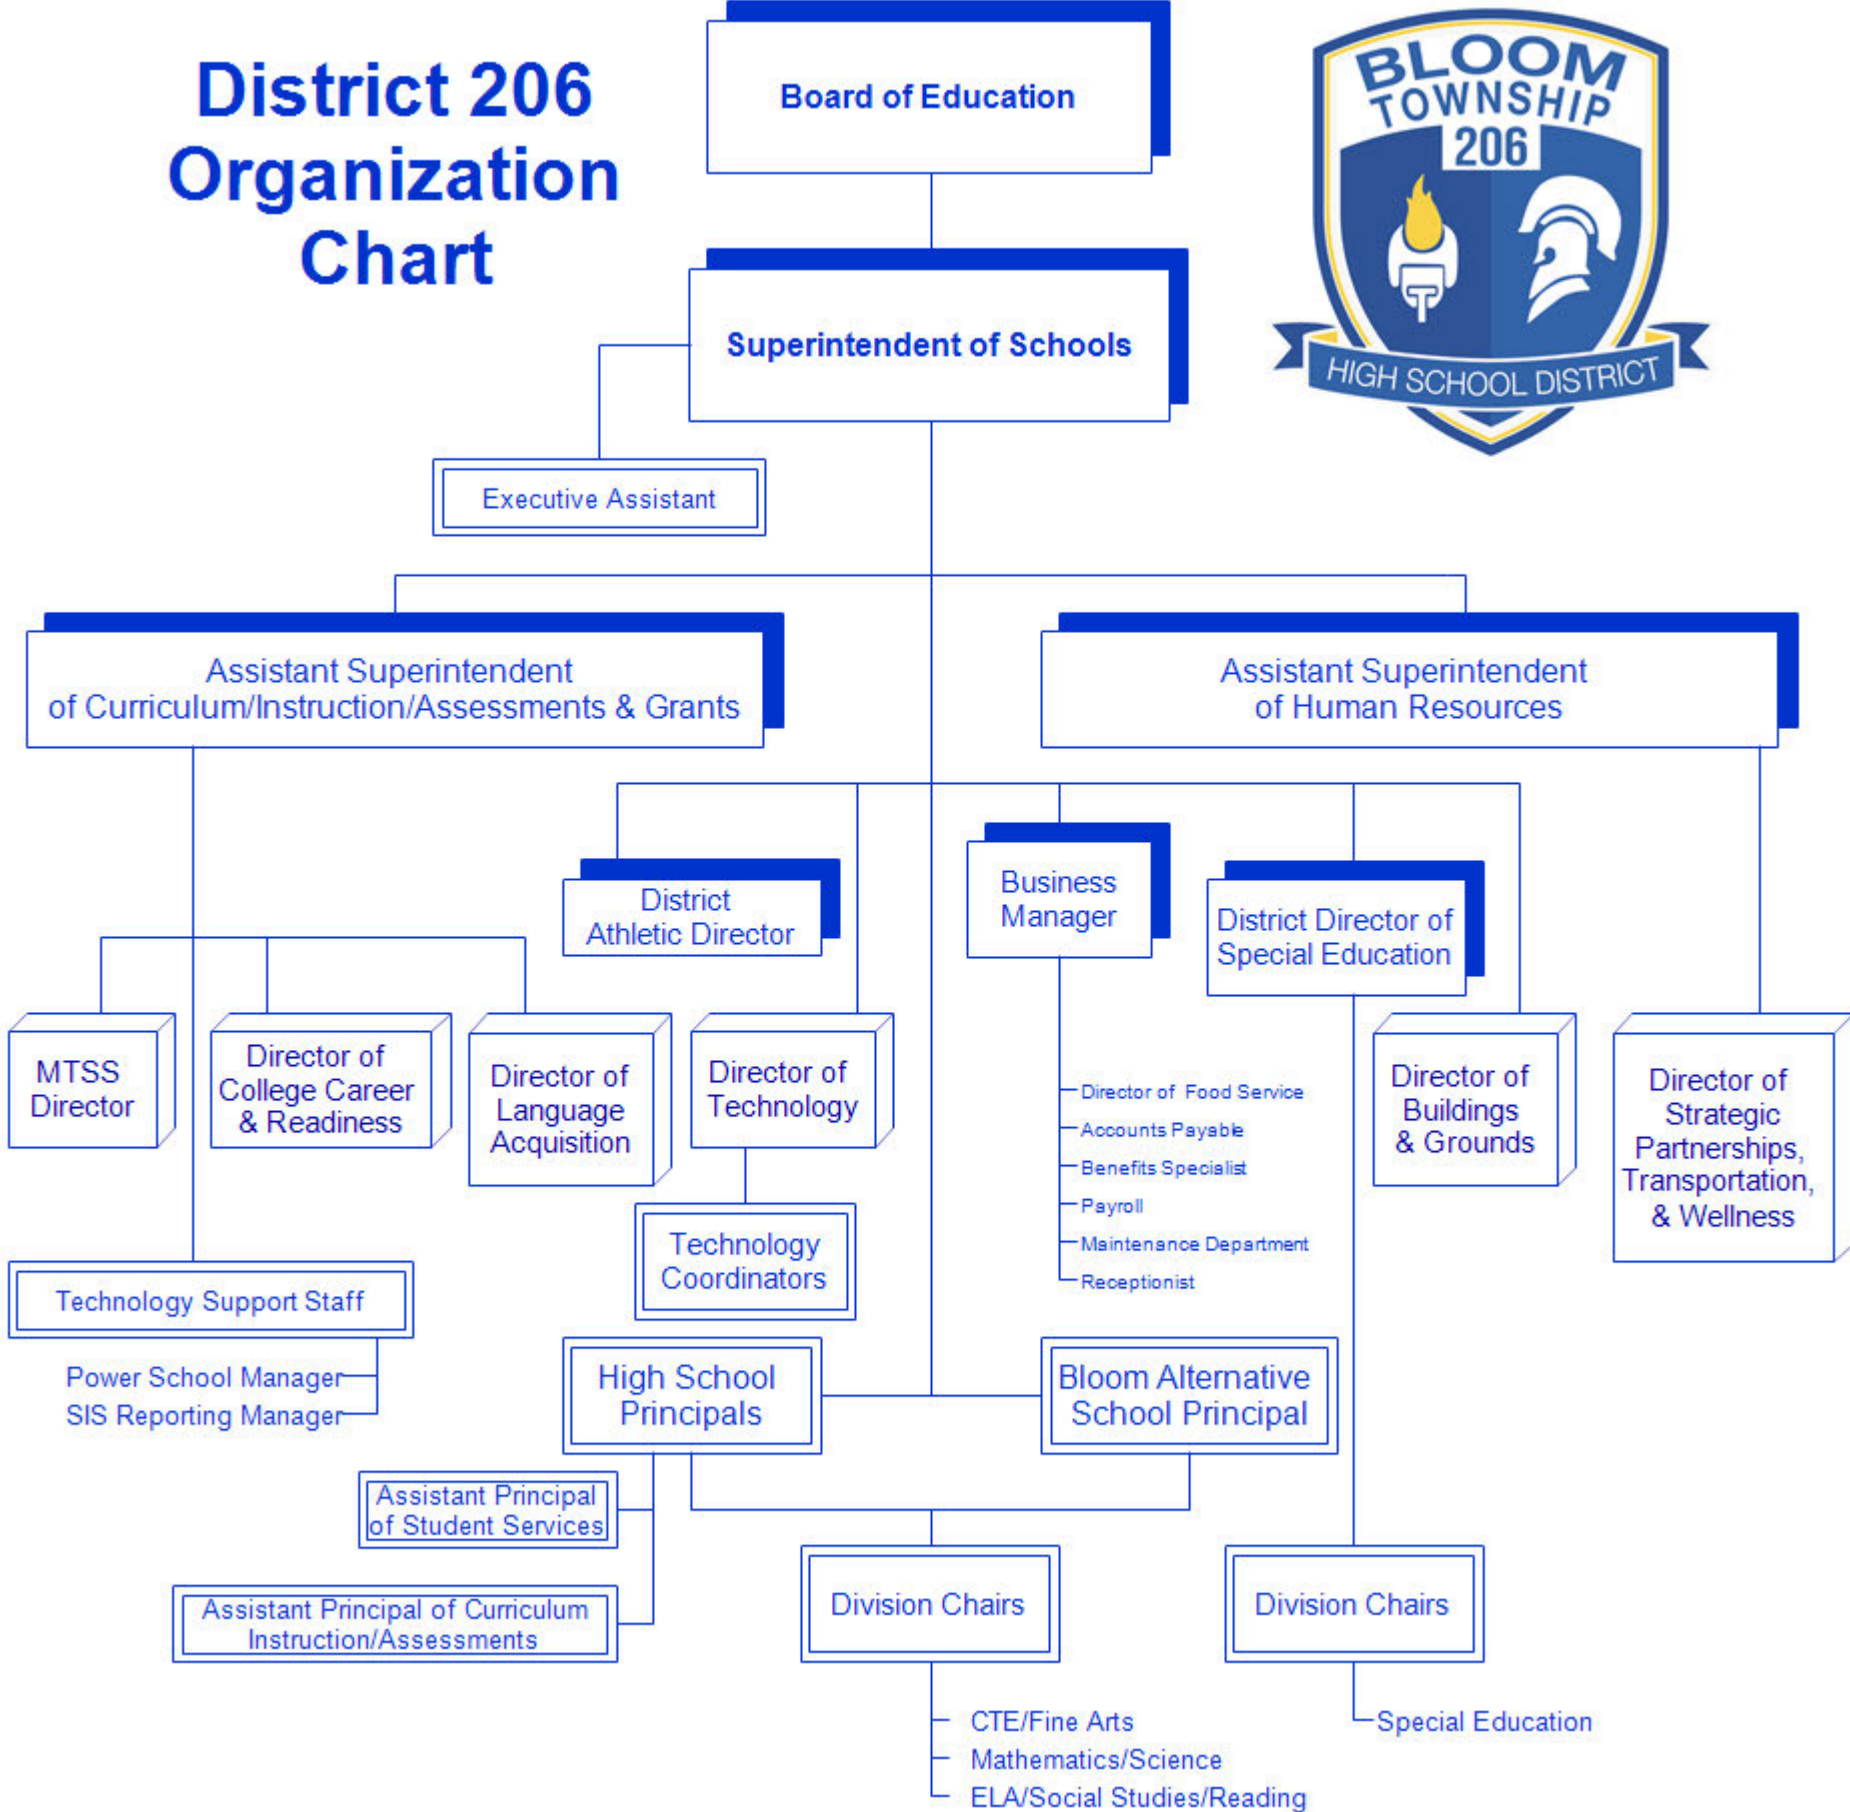 District 206
Organization
Chart
Board of Education
BLOOM
TOWNSHIP
206
T
HIGH SCHOOL DISTRICT
Superintendent of Schools
Executive Assistant
Assistant Superintendent
of Curriculum/Instruction/Assessments & Grants
Assistant Superintendent
of Human Resources
District
Athletic Director
Business
Manager
District Director of
Special Education
MTSS
Director
Director of
College Career
& Readiness
Director of
Language
Acquisition
Director of
Technology
Director of Food Service
Accounts Payable
Benefits Specialist
Payroll
Maintenance Department
Receptionist
Director of
Buildings
& Grounds
Director of
Strategic
Partnerships,
Transportation,
& Wellness
Technology
Coordinators
Technology Support Staff
Power School Manager
SIS Reporting Manager
High School
Principals
Bloom Alternative
School Principal
Assistant Principal
of Student Services
Assistant Principal of Curriculum
Instruction/Assessments
Division Chairs
Division Chairs
CTE/Fine Arts
Mathematics/Science
ELA/Social Studies/Reading
Special Education